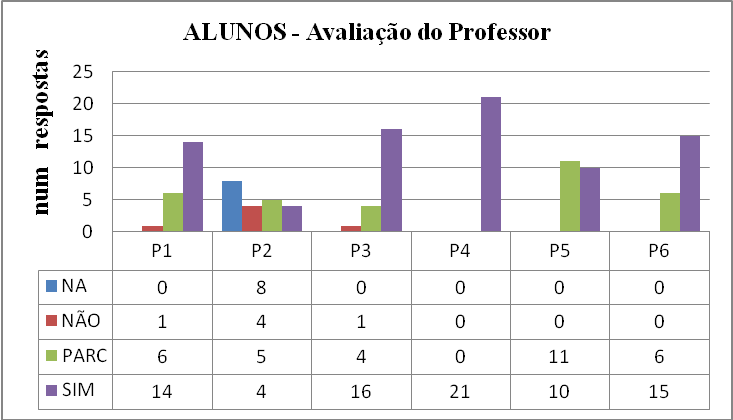 ALUNOS - Avaliação do Professor
num respostas
25
20
15
10
5
0
P1 P2 P3 P4 P5 P6
NA 0 8 0 0 0 0
NÃO 1 4 1 0 0 0
PARC 6 5 4 0 11 6
SIM 14 4 16 21 10 15